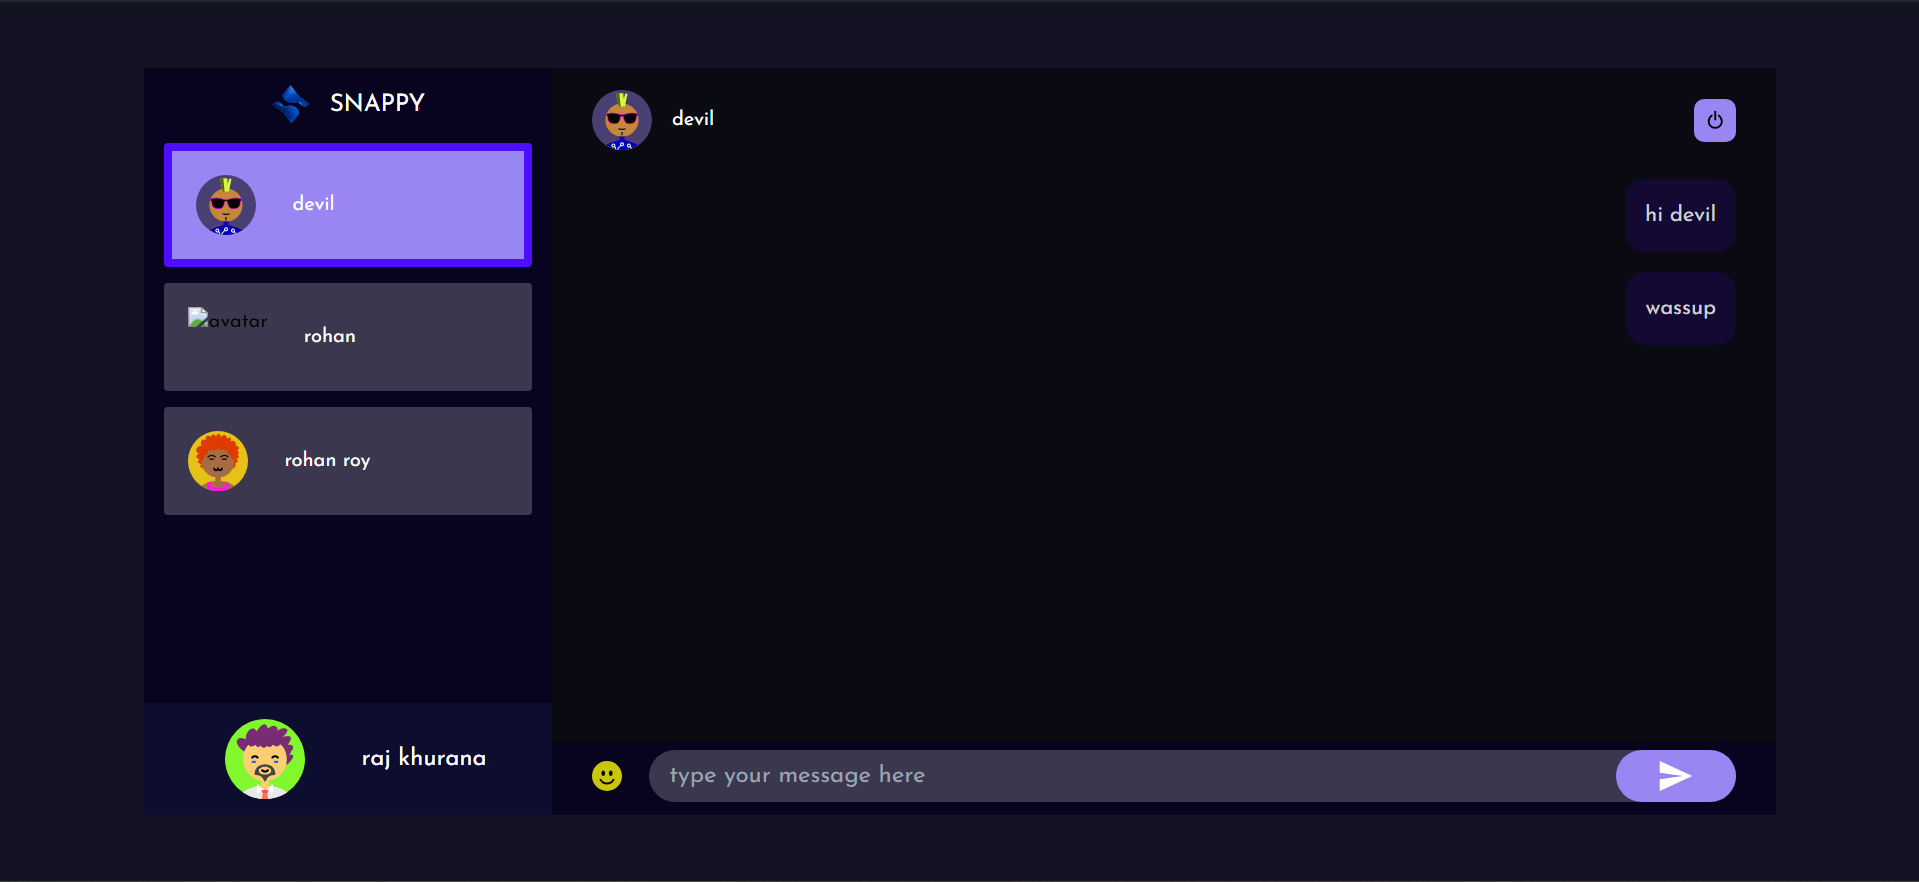 SNAPPY
devil
avatar
rohan
rohan roy
raj khurana
devil
hi devil
wassup
type your message here